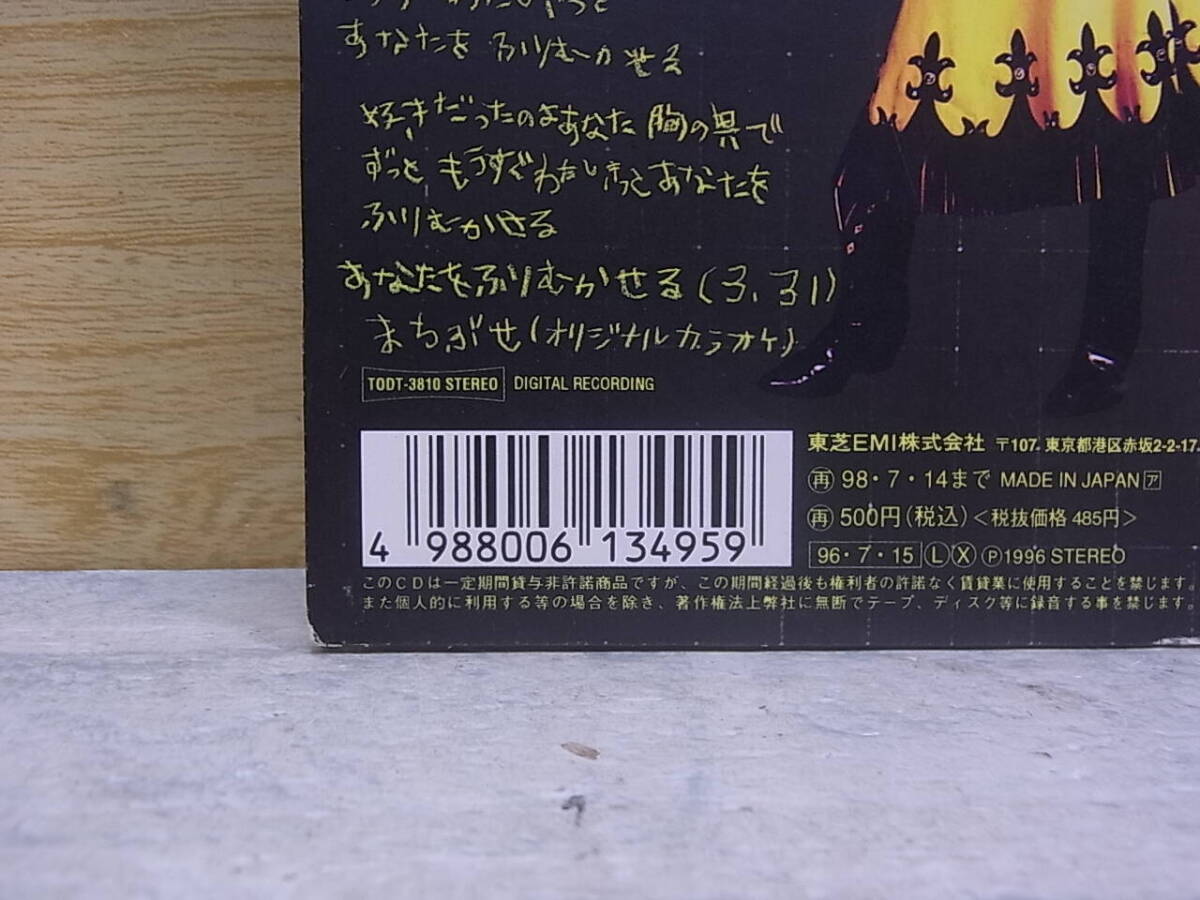 あなたを ふりむかせる
好きだったのよあなた 胸の奥で
ずっと もうすぐわたしきっとあなたを
ふりむかせる
あなたをふりむかせる(3,31)
まちぶせ(オリジナルカラオケ)
TODT-3810 STEREO DIGITAL RECORDING
東芝EMI株式会社 〒107. 東京都港区赤坂2-2-17.
再 98・7・14まで MADE IN JAPAN ア
再 500円(税込)<税抜価格 485円>
96・7・15 L X Ⓟ1996 STEREO
4 988006 134959
このCDは一定期間貸与非許諾商品ですが、この期間経過後も権利者の許諾なく賃貸業に使用することを禁じます。
また個人的に利用する等の場合を除き、著作権法上弊社に無断でテープ、ディスク等に録音する事を禁じます。